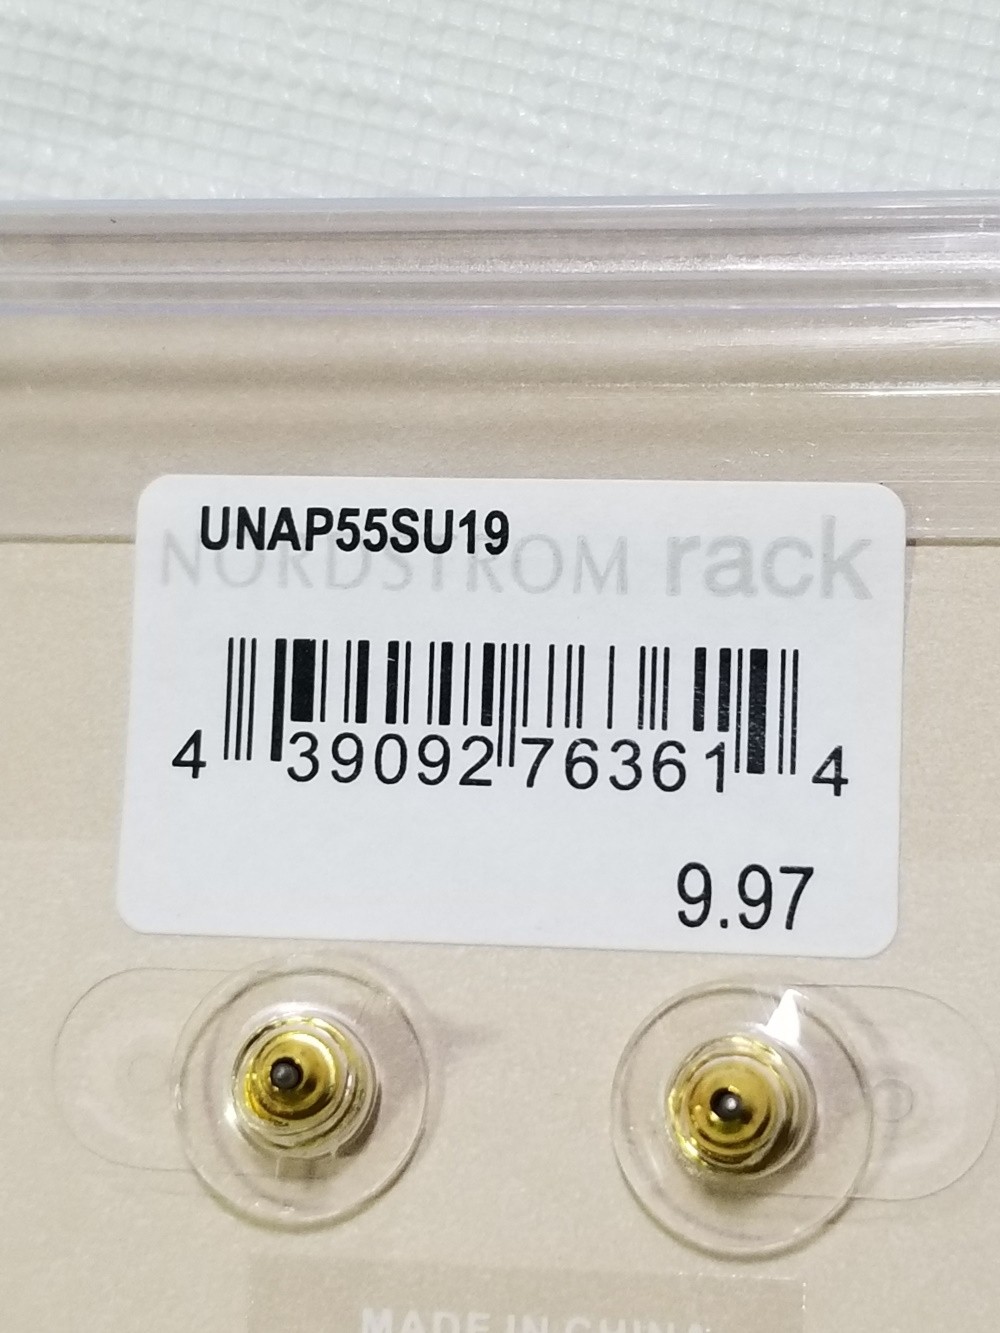 UNAP55SU19
NORDSTROM rack
4 39092 76361 4
9.97
MADE IN CHINA